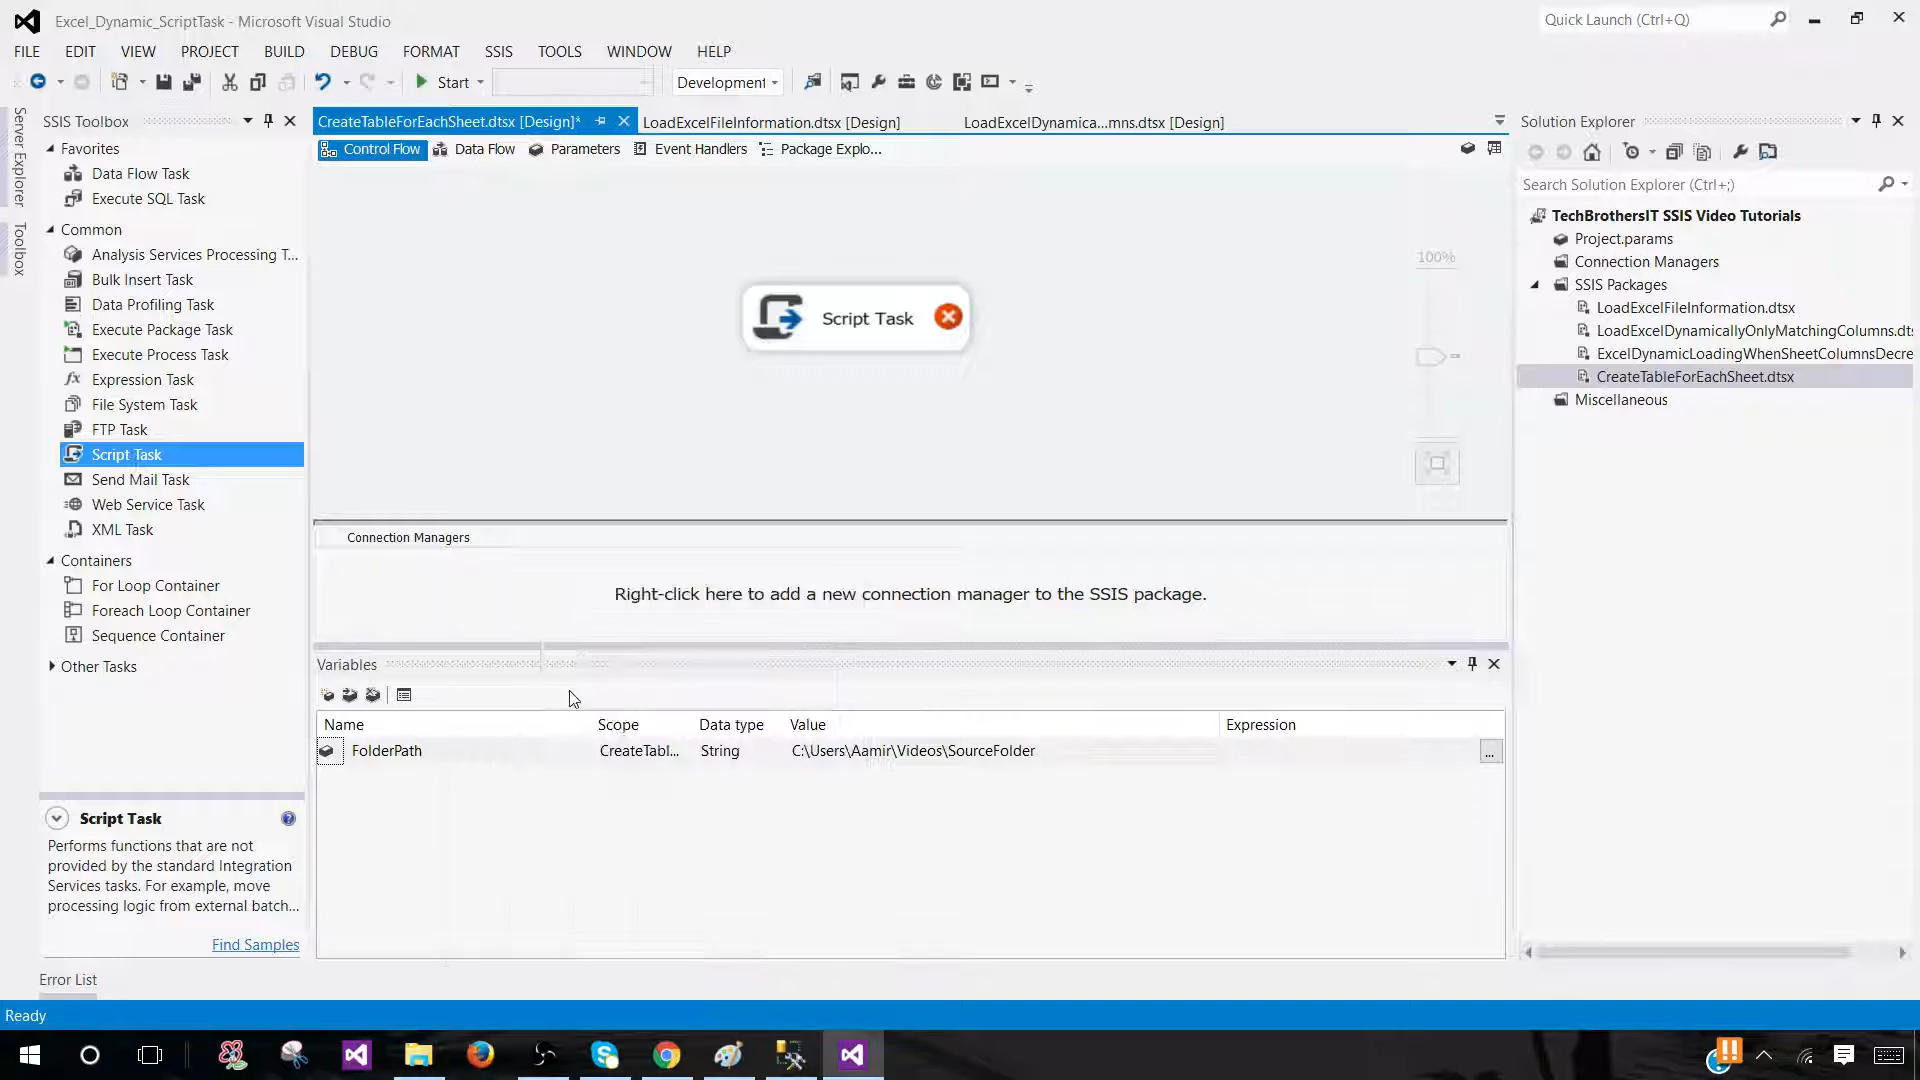 Excel_Dynamic_ScriptTask - Microsoft Visual Studio
Quick Launch (Ctrl+Q)
FILE EDIT VIEW PROJECT BUILD DEBUG FORMAT SSIS TOOLS WINDOW HELP
Start Development
Server Explorer
Toolbox
SSIS Toolbox
Favorites
Data Flow Task
Execute SQL Task
Common
Analysis Services Processing T...
Bulk Insert Task
Data Profiling Task
Execute Package Task
Execute Process Task
Expression Task
File System Task
FTP Task
Script Task
Send Mail Task
Web Service Task
XML Task
Containers
For Loop Container
Foreach Loop Container
Sequence Container
Other Tasks
Script Task
Performs functions that are not
provided by the standard Integration
Services tasks. For example, move
processing logic from external batch...
Find Samples
Error List
CreateTableForEachSheet.dtsx [Design]* LoadExcelFileInformation.dtsx [Design] LoadExcelDynamica...mns.dtsx [Design]
Control Flow Data Flow Parameters Event Handlers Package Explo...
100%
Script Task
Connection Managers
Right-click here to add a new connection manager to the SSIS package.
Variables
Name Scope Data type Value Expression
FolderPath CreateTabl... String C:\Users\Aamir\Videos\SourceFolder ...
Solution Explorer
Search Solution Explorer (Ctrl+;)
TechBrothersIT SSIS Video Tutorials
Project.params
Connection Managers
SSIS Packages
LoadExcelFileInformation.dtsx
LoadExcelDynamicallyOnlyMatchingColumns.dts
ExcelDynamicLoadingWhenSheetColumnsDecre
CreateTableForEachSheet.dtsx
Miscellaneous
Ready